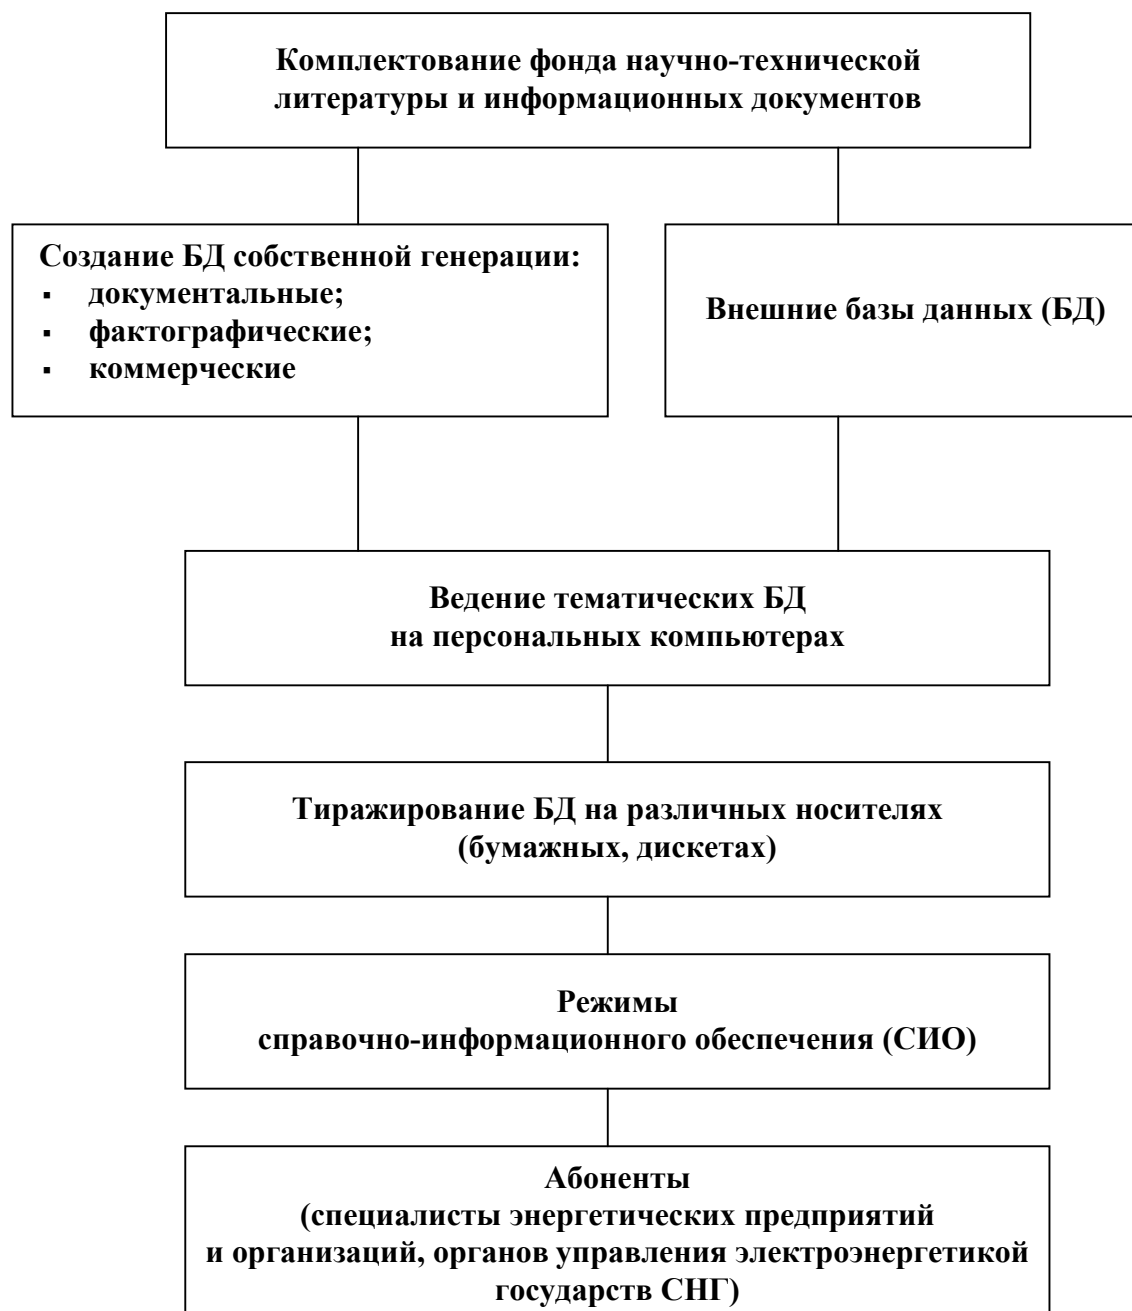 Комплектование фонда научно-технической
литературы и информационных документов
Создание БД собственной генерации:
▪ документальные;
▪ фактографические;
▪ коммерческие
Внешние базы данных (БД)
Ведение тематических БД
на персональных компьютерах
Тиражирование БД на различных носителях
(бумажных, дискетах)
Режимы
справочно-информационного обеспечения (СИО)
Абоненты
(специалисты энергетических предприятий
и организаций, органов управления электроэнергетикой
государств СНГ)